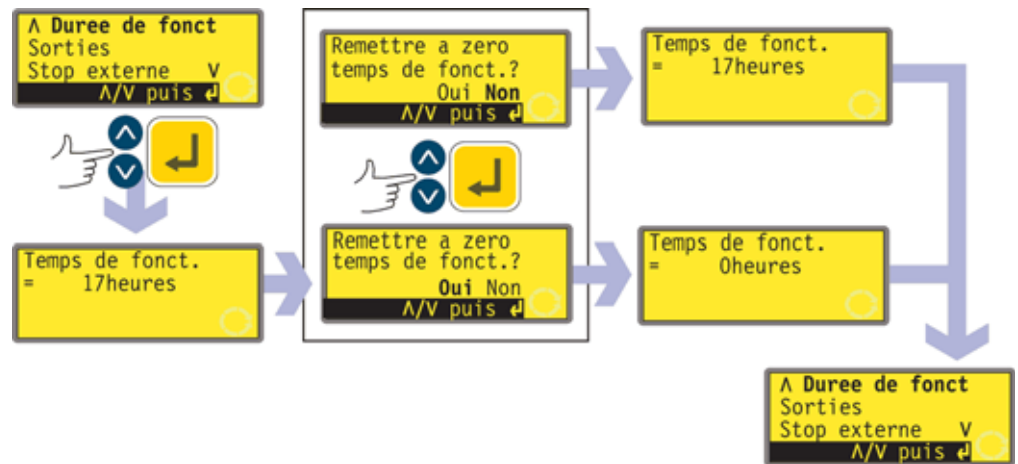 Λ Duree de fonct
Sorties
Stop externe V
Λ/V puis ↲
Temps de fonct.
= 17heures
Remettre a zero
temps de fonct.?
Oui Non
Λ/V puis ↲
Remettre a zero
temps de fonct.?
Oui Non
Λ/V puis ↲
Temps de fonct.
= 17heures
Temps de fonct.
= 0heures
Λ Duree de fonct
Sorties
Stop externe V
Λ/V puis ↲